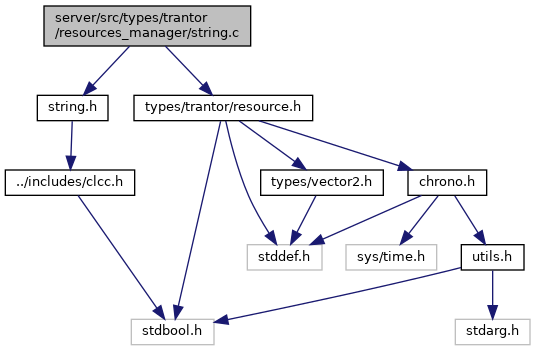 server/src/types/trantor
/resources_manager/string.c
string.h
types/trantor/resource.h
../includes/clcc.h
types/vector2.h
chrono.h
stddef.h
sys/time.h
utils.h
stdbool.h
stdarg.h